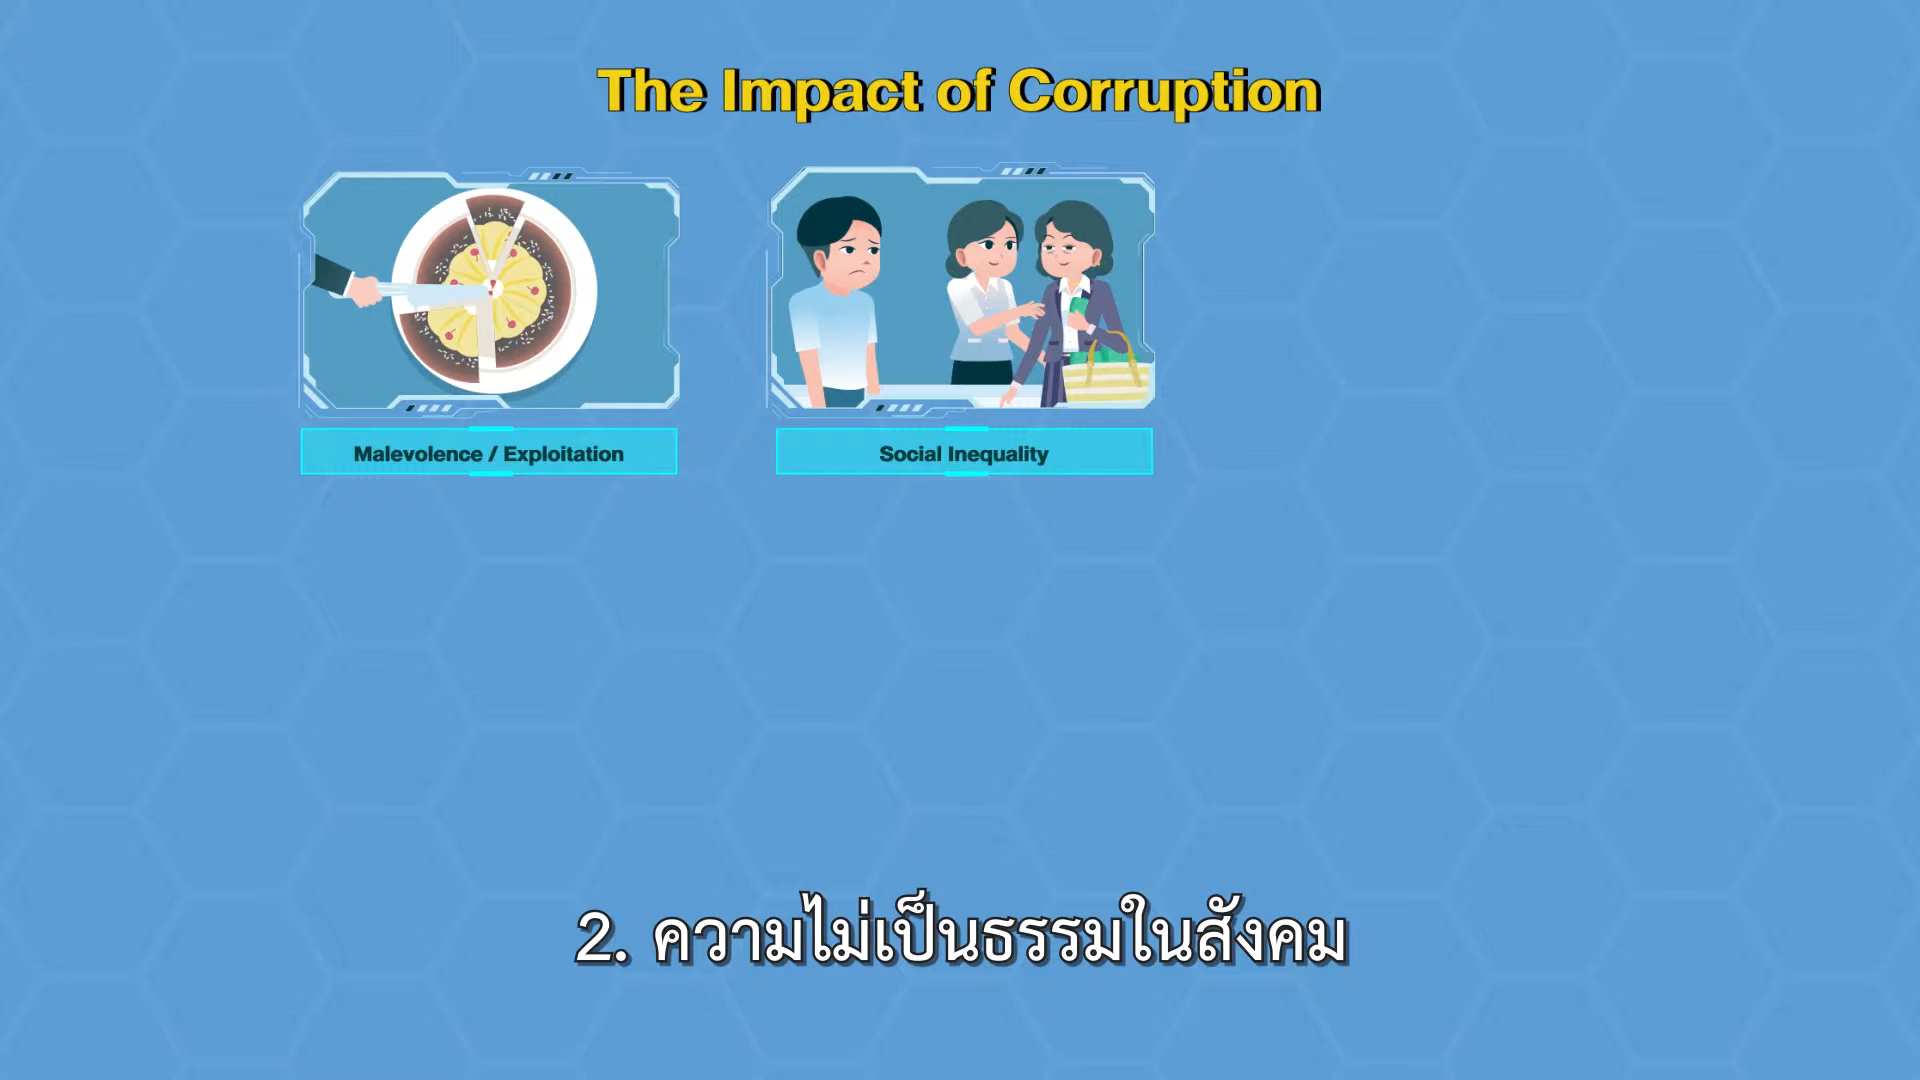 The Impact of Corruption
Malevolence / Exploitation
Social Inequality
2. ความไม่เป็นธรรมในสังคม